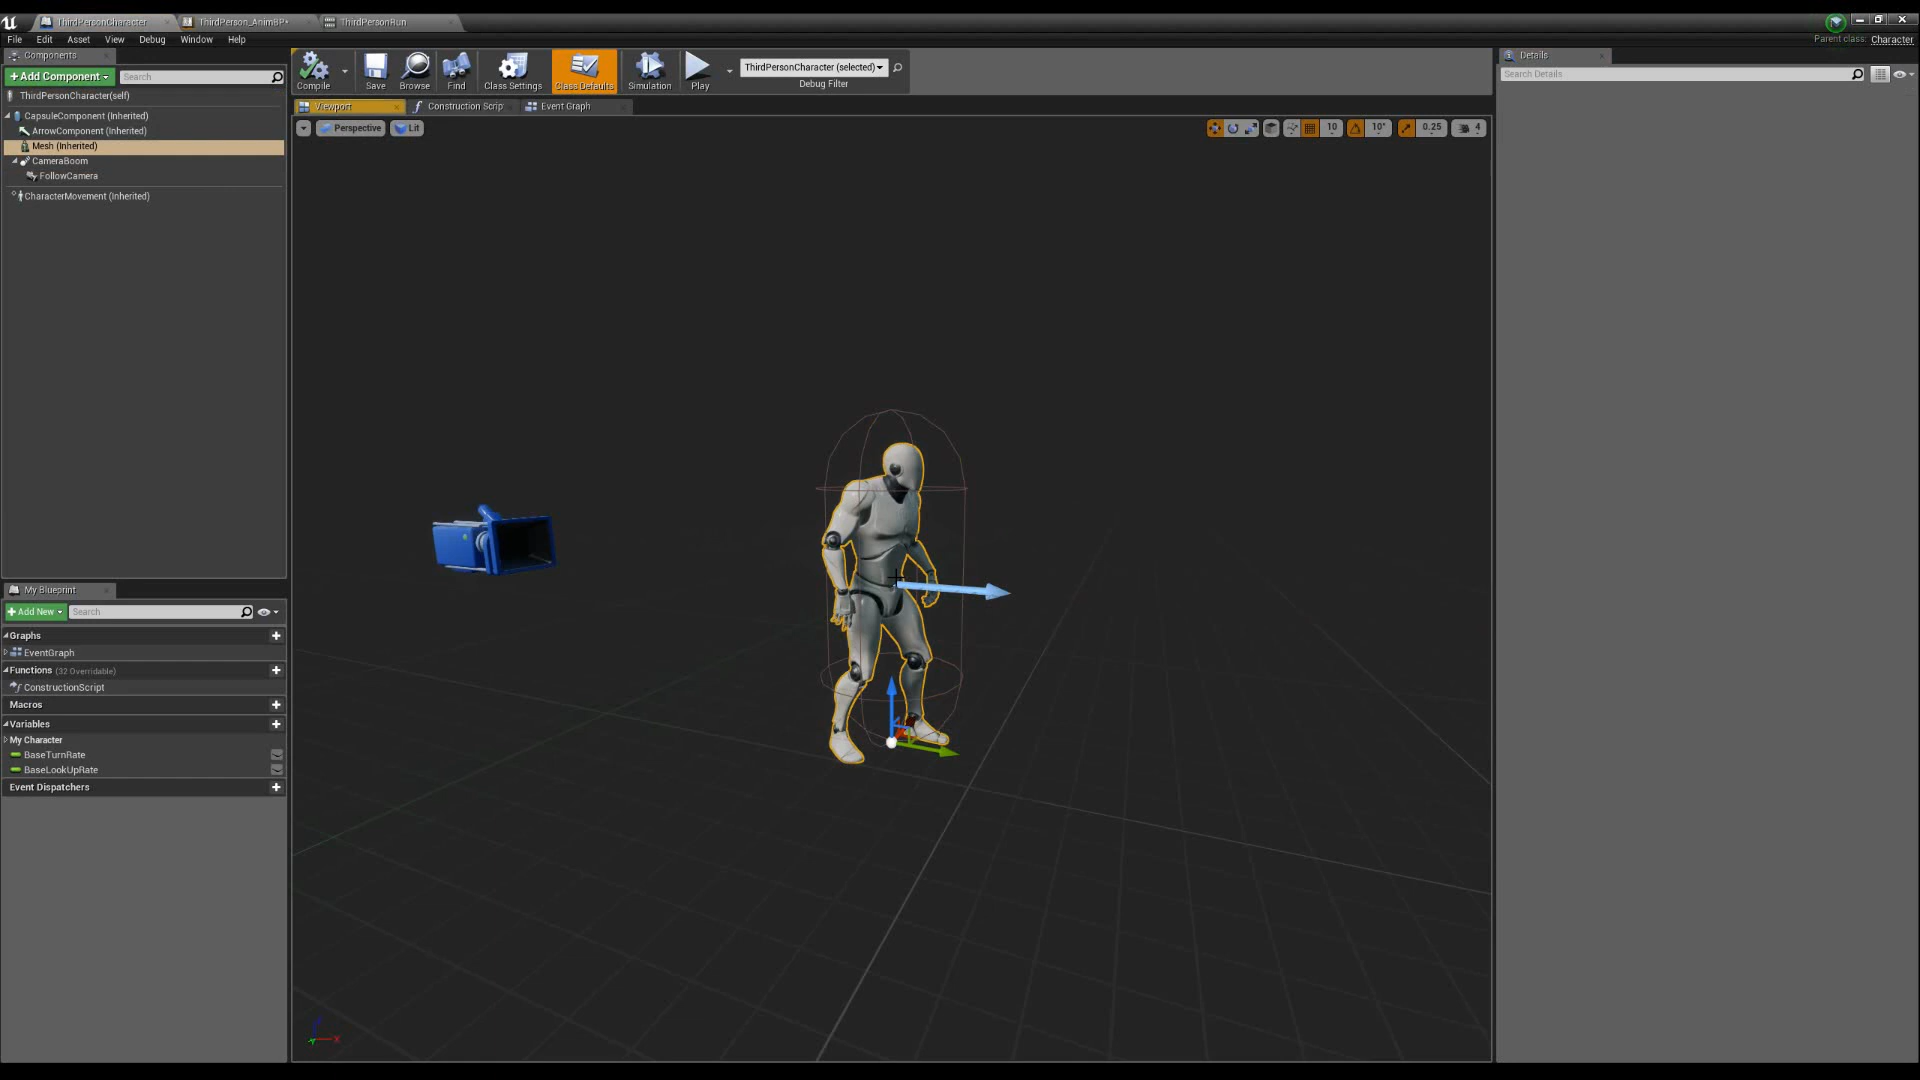 ThirdPersonCharacter
ThirdPerson_AnimBP*
ThirdPersonRun
File Edit Asset View Debug Window Help
Parent class: Character
Components
+Add Component
Search
ThirdPersonCharacter(self)
CapsuleComponent (Inherited)
ArrowComponent (Inherited)
Mesh (Inherited)
CameraBoom
FollowCamera
CharacterMovement (Inherited)
My Blueprint
+Add New
Search
Graphs
EventGraph
Functions (32 Overridable)
ConstructionScript
Macros
Variables
My Character
BaseTurnRate
BaseLookUpRate
Event Dispatchers
Compile
Save
Browse
Find
Class Settings
Class Defaults
Simulation
Play
ThirdPersonCharacter (selected)
Debug Filter
Viewport
Construction Scrip
Event Graph
Perspective
Lit
10
10°
0.25
4
X
Details
Search Details